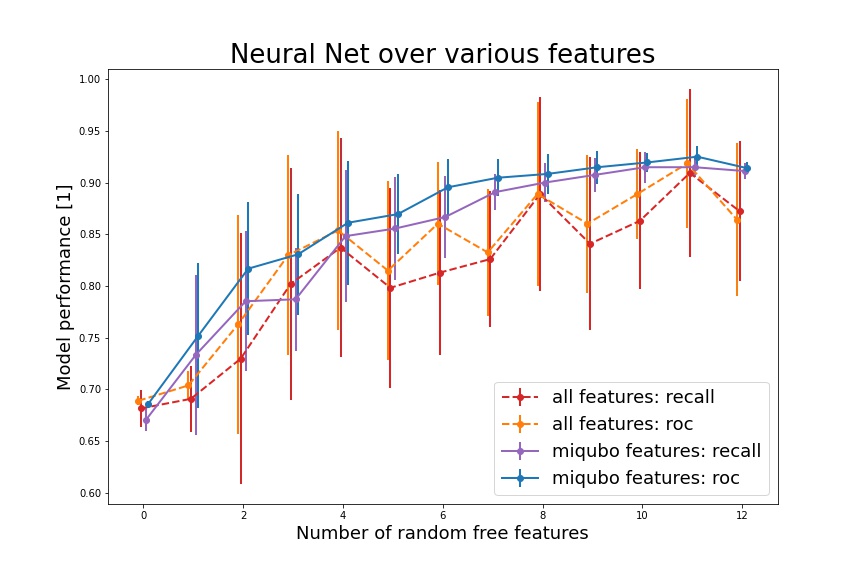 Neural Net over various features
Model performance [1]
1.00
0.95
0.90
0.85
0.80
0.75
0.70
0.65
0.60
all features: recall
all features: roc
miqubo features: recall
miqubo features: roc
0 2 4 6 8 10 12
Number of random free features